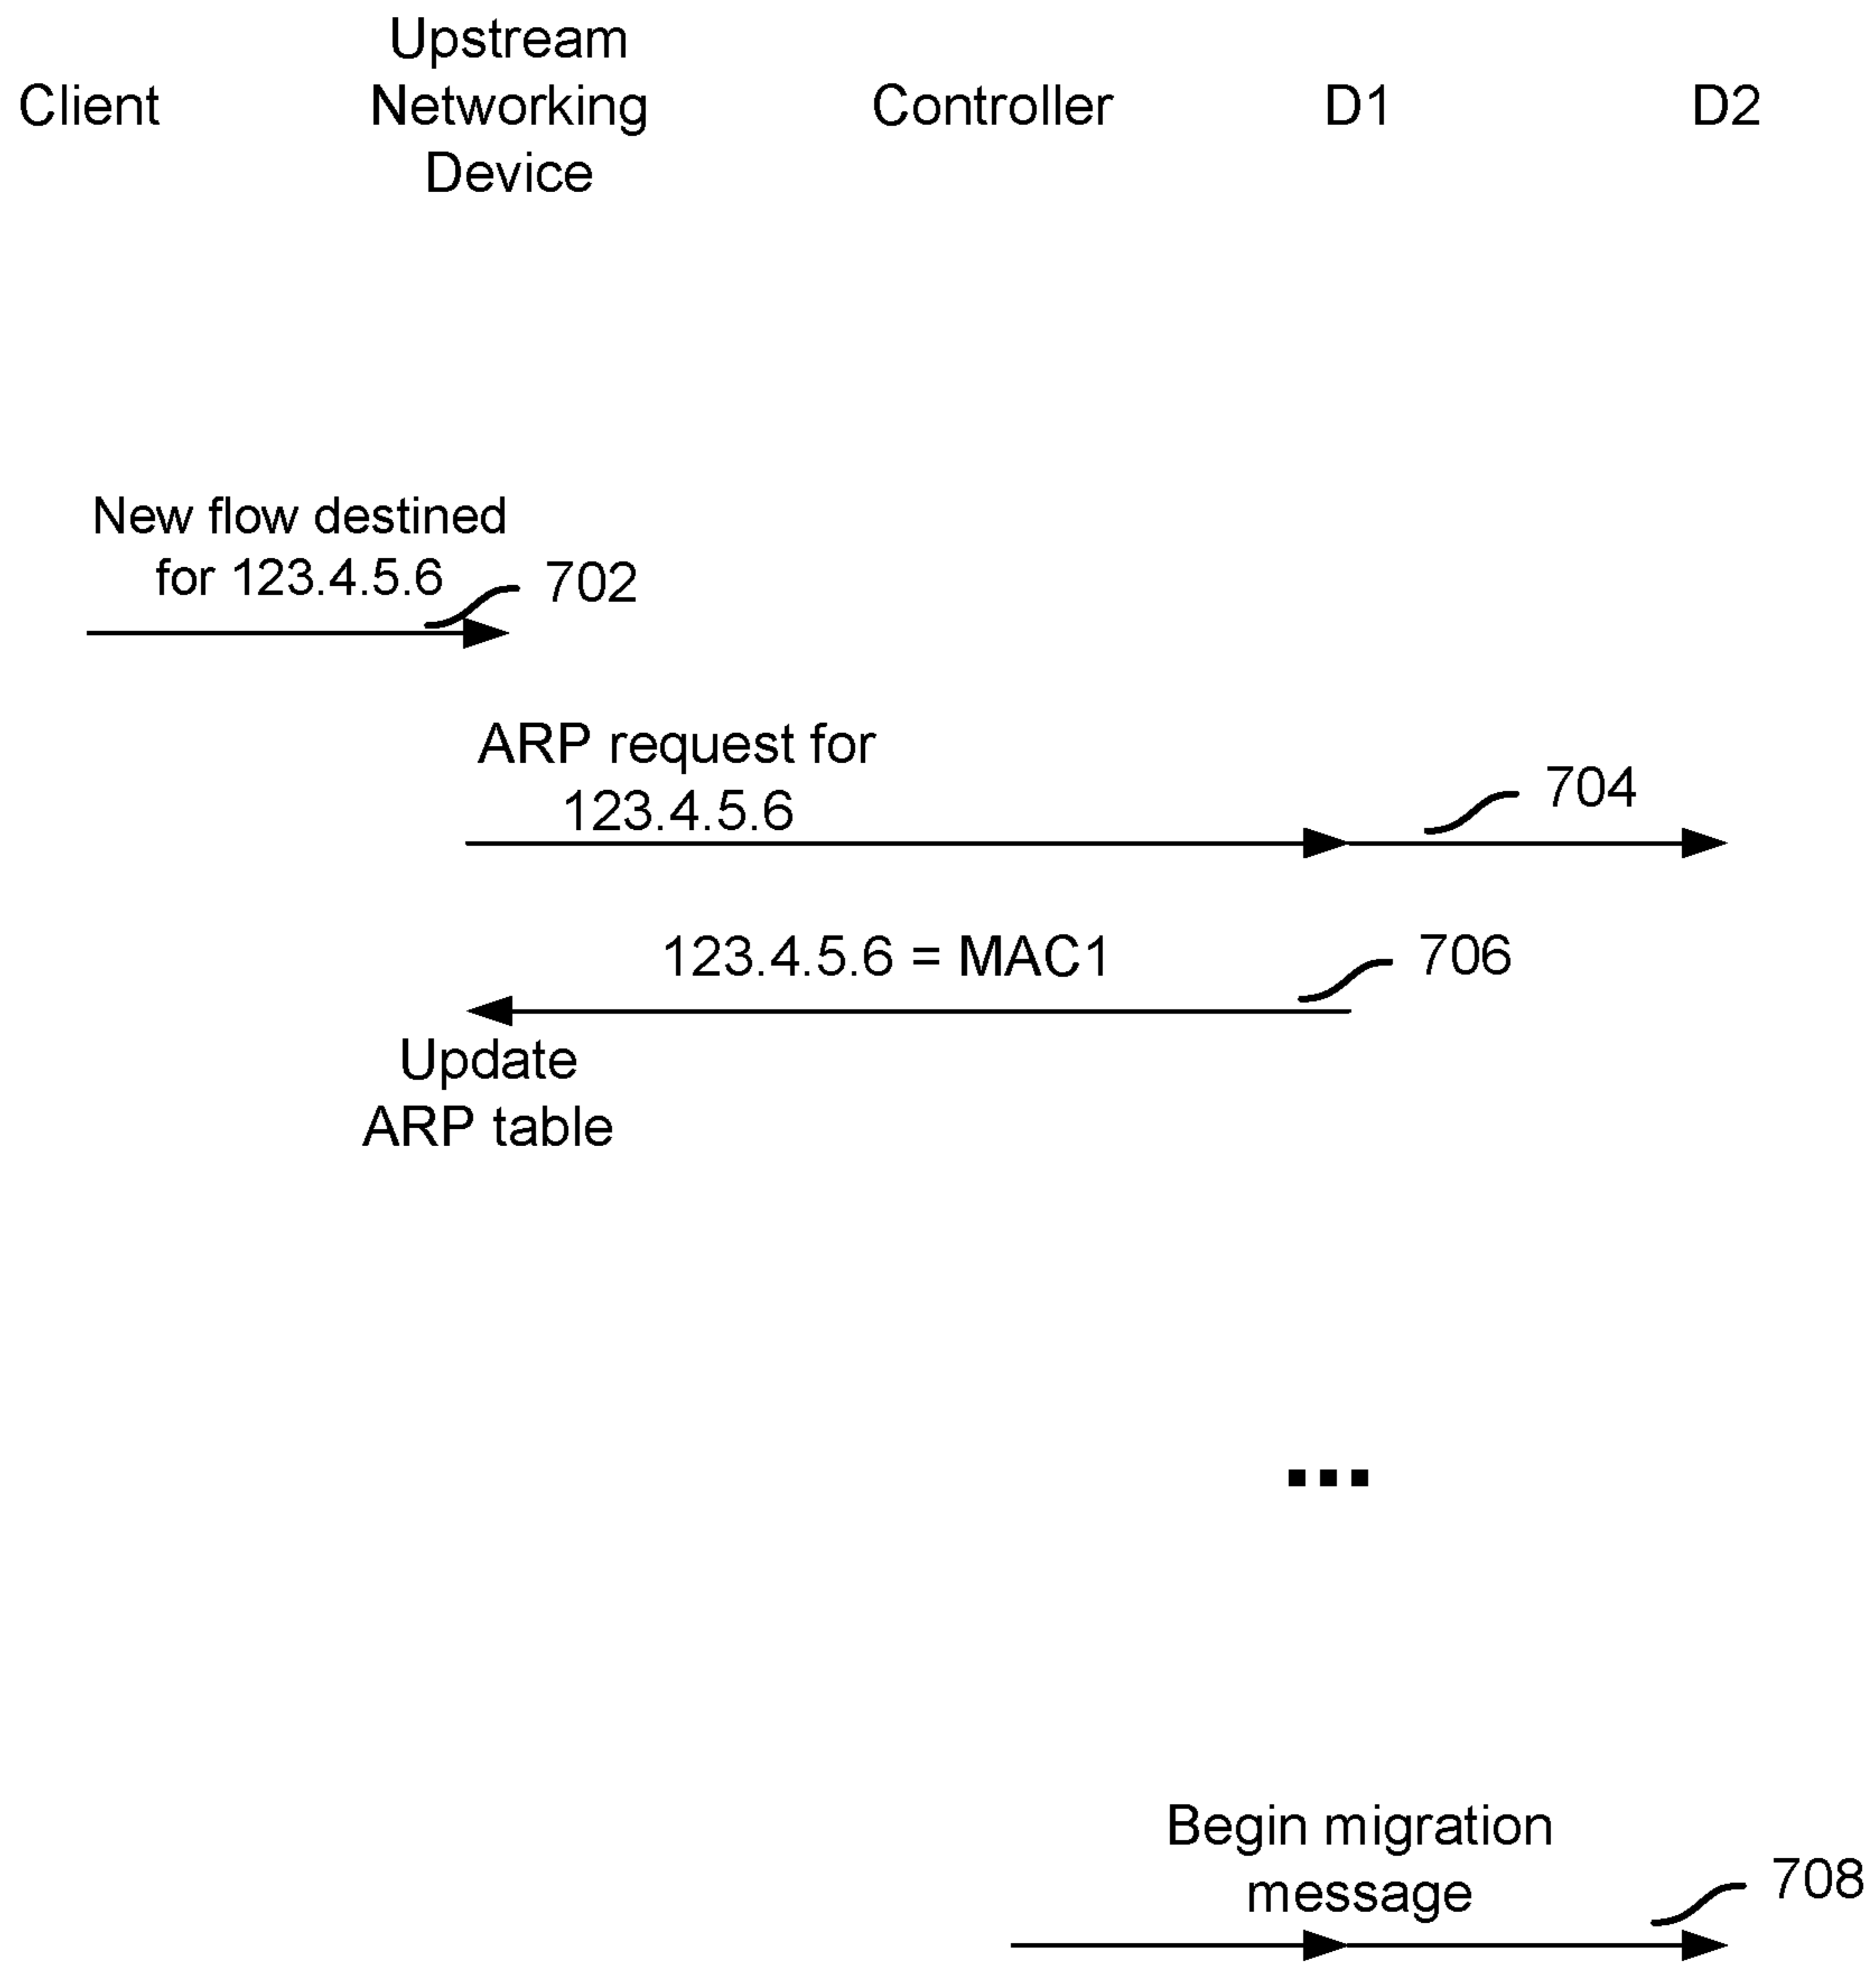 Upstream
Client Networking Controller D1 D2
Device
New flow destined
for 123.4.5.6 702
ARP request for
123.4.5.6
704
123.4.5.6 = MAC1 706
Update
ARP table
...
Begin migration
message
708